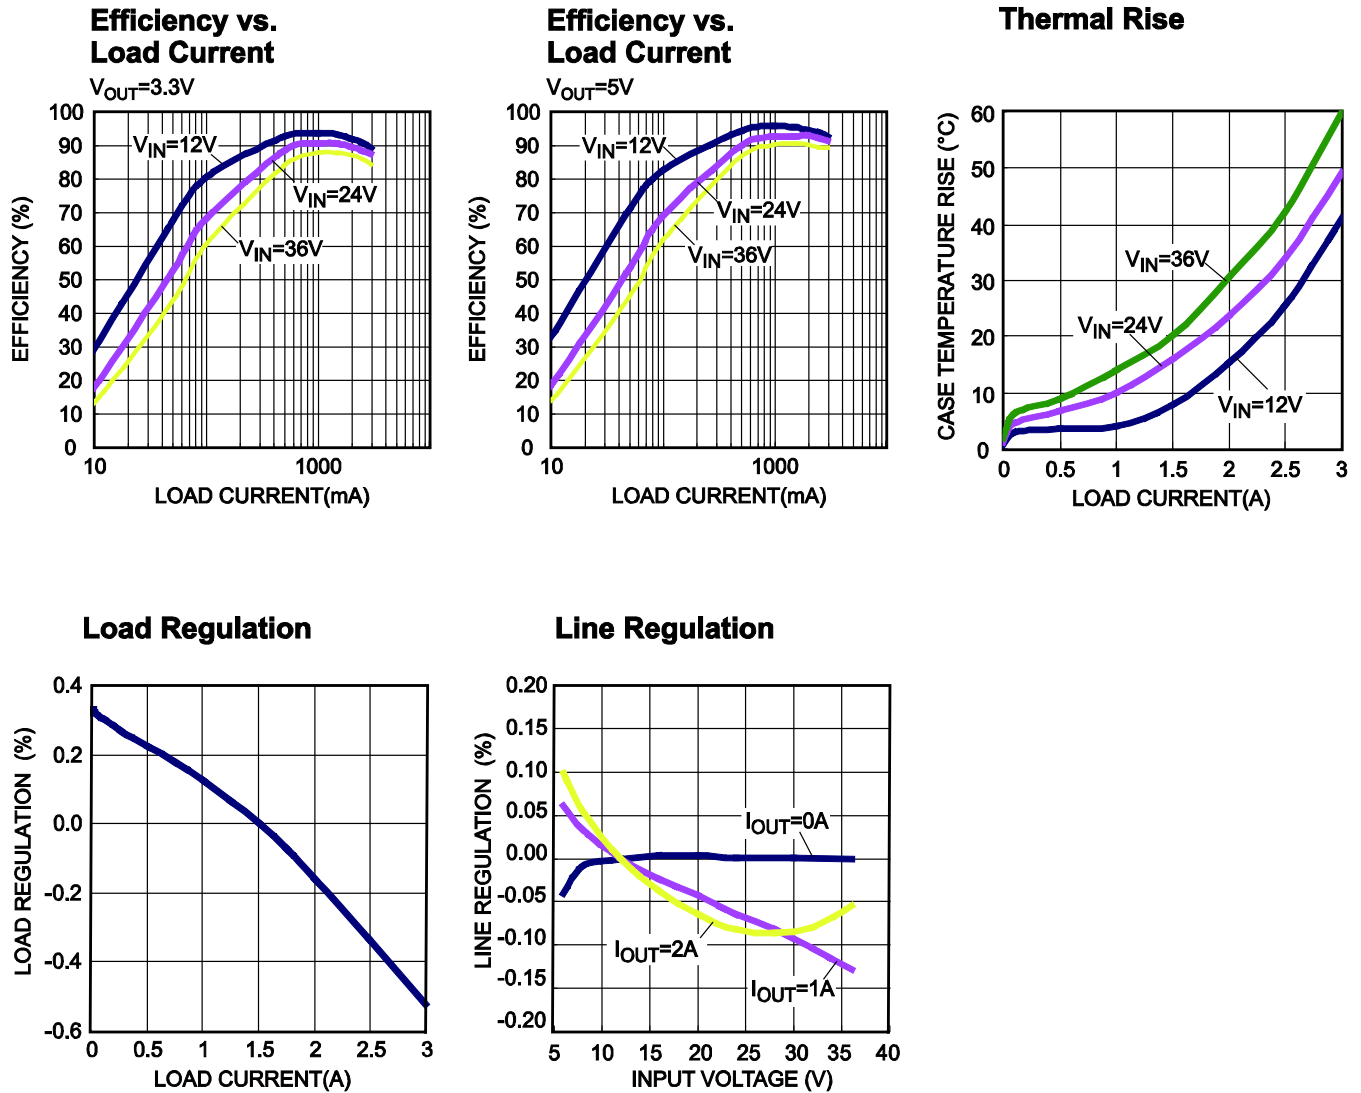 Efficiency vs.
Load Current
VOUT=3.3V
100
90
80
70
60
50
40
30
20
10
0
EFFICIENCY (%)
VIN=12V
VIN=24V
VIN=36V
10
1000
LOAD CURRENT(mA)
Efficiency vs.
Load Current
VOUT=5V
100
90
80
70
60
50
40
30
20
10
0
EFFICIENCY (%)
VIN=12V
VIN=24V
VIN=36V
10
1000
LOAD CURRENT(mA)
Thermal Rise
60
50
40
30
20
10
0
CASE TEMPERATURE RISE (°C)
VIN=36V
VIN=24V
VIN=12V
0 0.5 1 1.5 2 2.5 3
LOAD CURRENT(A)
Load Regulation
0.4
0.2
0.0
-0.2
-0.4
-0.6
LOAD REGULATION (%)
0 0.5 1 1.5 2 2.5 3
LOAD CURRENT(A)
Line Regulation
0.20
0.15
0.10
0.05
0.00
-0.05
-0.10
-0.15
-0.20
LINE REGULATION (%)
IOUT=0A
IOUT=2A
IOUT=1A
5 10 15 20 25 30 35 40
INPUT VOLTAGE (V)